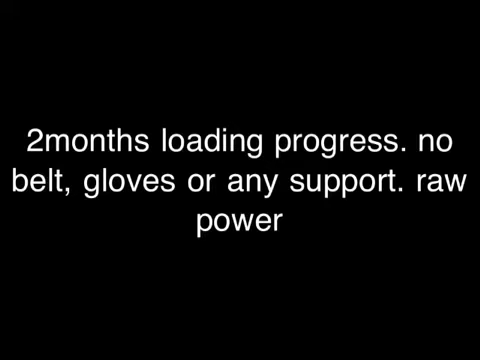 2months loading progress. no
belt, gloves or any support. raw
power